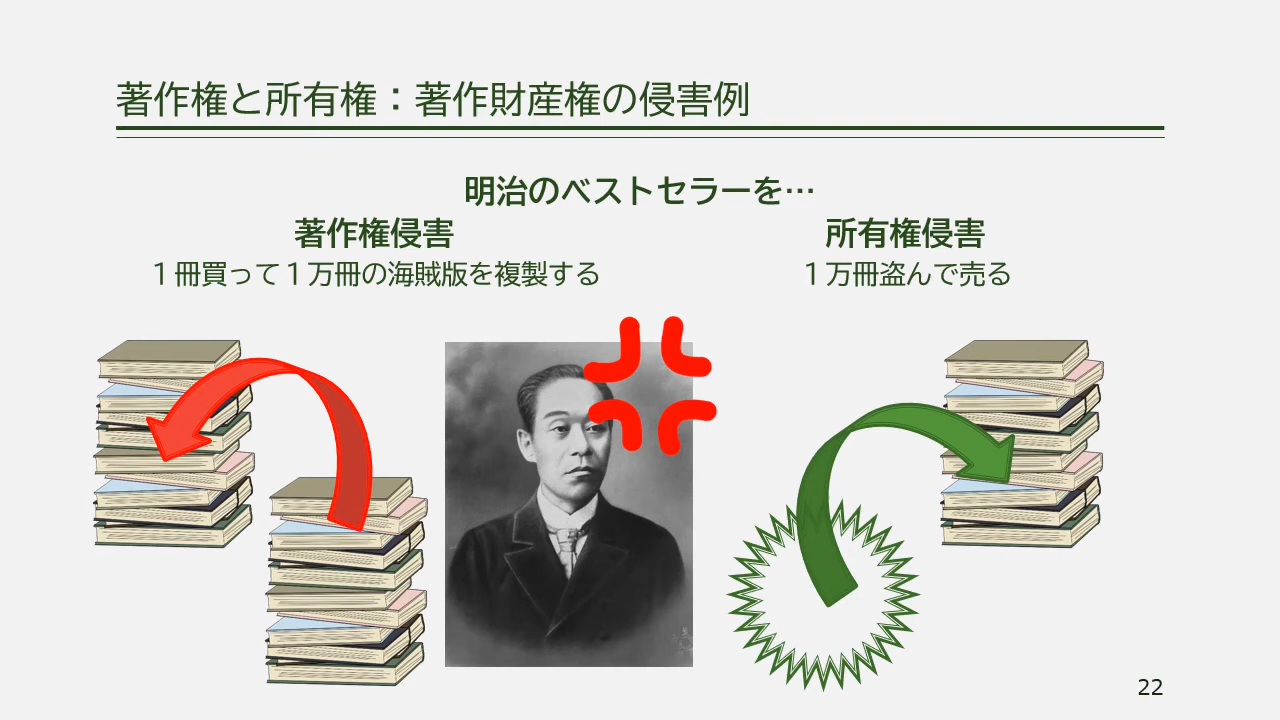 著作権と所有権：著作財産権の侵害例
明治のベストセラーを…
著作権侵害
１冊買って１万冊の海賊版を複製する
所有権侵害
１万冊盗んで売る
22